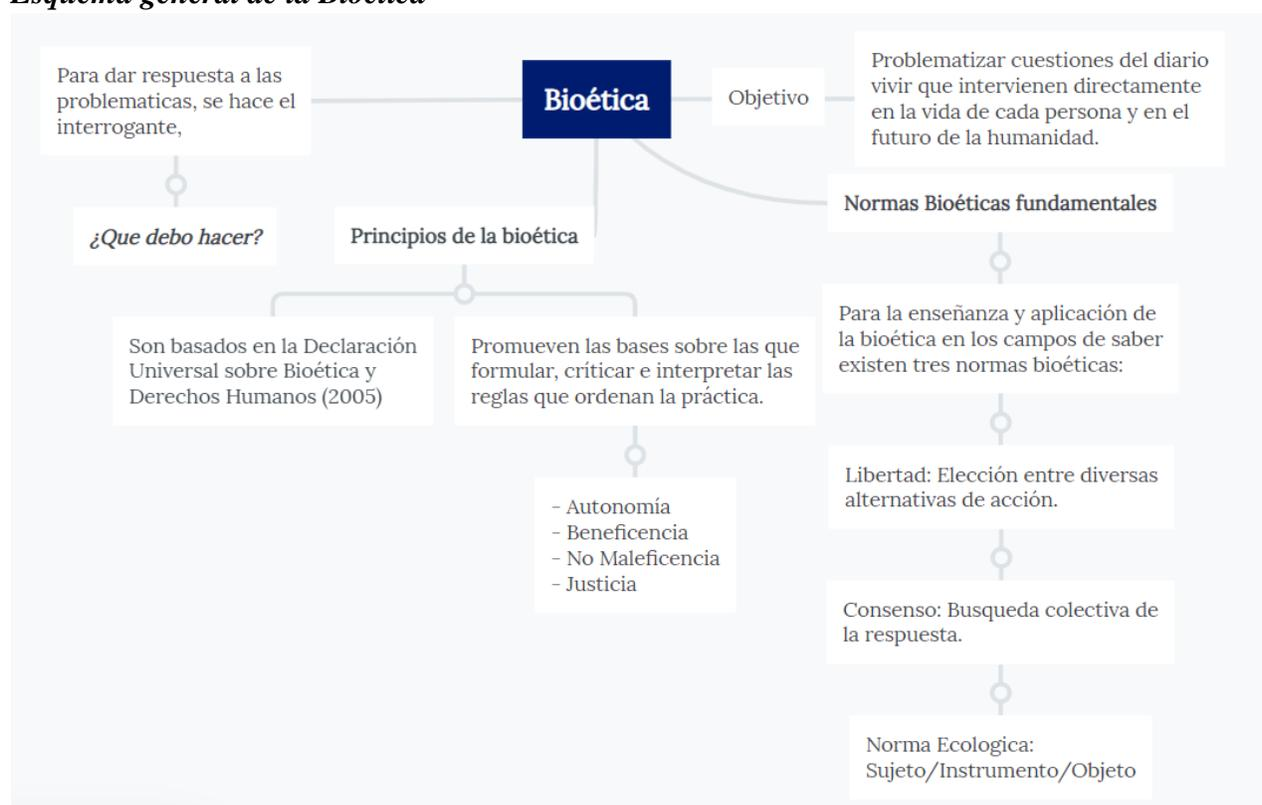 Esquema general de la Bioética
Para dar respuesta a las
problematicas, se hace el
interrogante,
¿Que debo hacer?
Bioética
Objetivo
Problematizar cuestiones del diario
vivir que intervienen directamente
en la vida de cada persona y en el
futuro de la humanidad.
Principios de la bioética
Son basados en la Declaración
Universal sobre Bioética y
Derechos Humanos (2005)
Promueven las bases sobre las que
formular, críticar e interpretar las
reglas que ordenan la práctica.
- Autonomía
- Beneficencia
- No Maleficencia
- Justicia
Normas Bioéticas fundamentales
Para la enseñanza y aplicación de
la bioética en los campos de saber
existen tres normas bioéticas:
Libertad: Elección entre diversas
alternativas de acción.
Consenso: Busqueda colectiva de
la respuesta.
Norma Ecologica:
Sujeto/Instrumento/Objeto